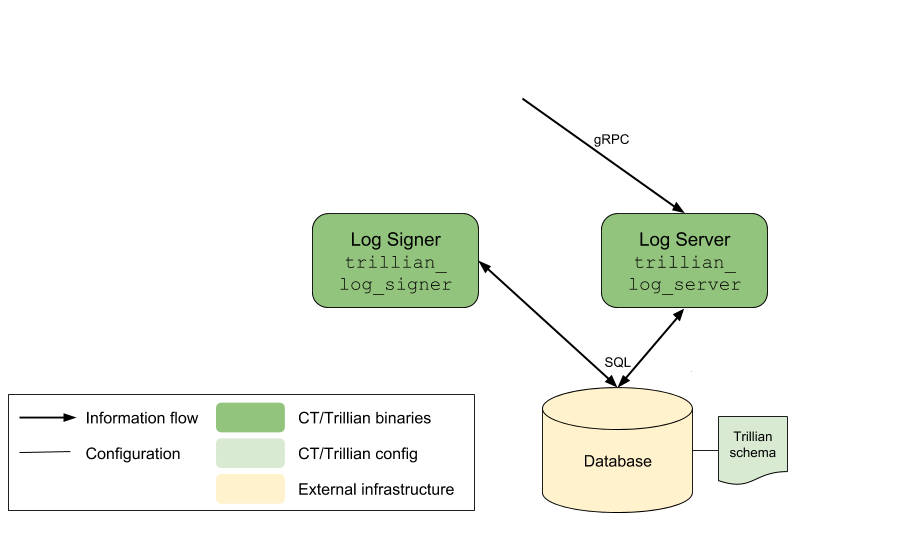 gRPC
Log Signer
trillian_
log_signer
Log Server
trillian_
log_server
SQL
Database
Trillian
schema
Information flow
Configuration
CT/Trillian binaries
CT/Trillian config
External infrastructure